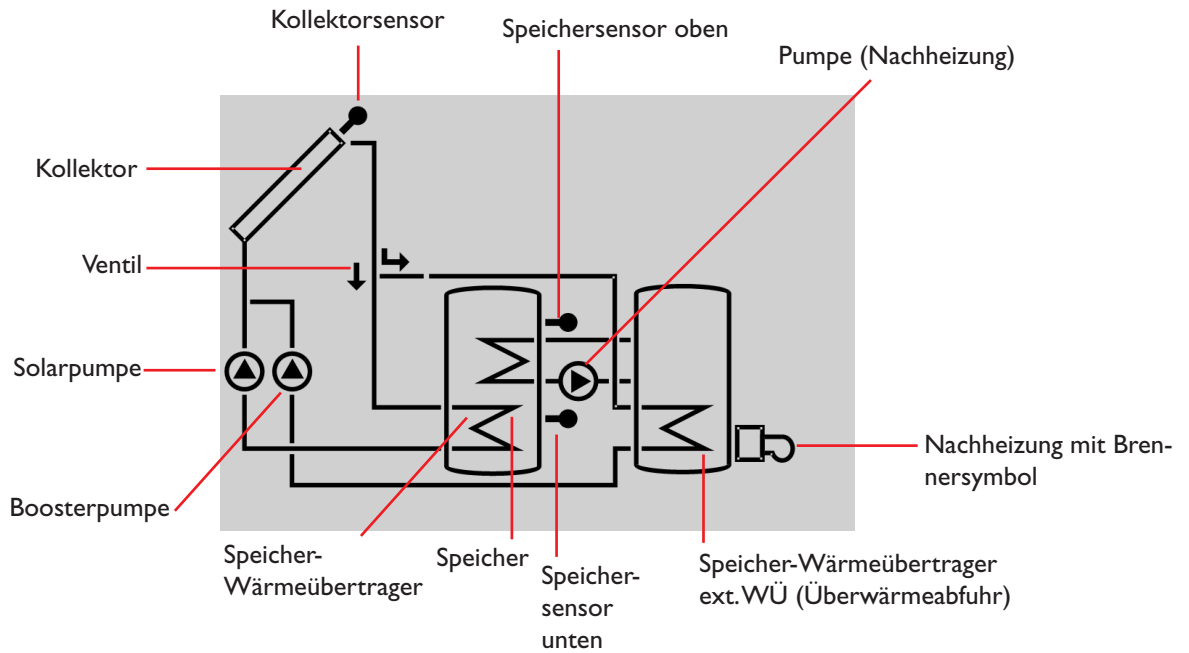 Kollektorsensor
Speichersensor oben
Pumpe (Nachheizung)
Kollektor
Ventil
Solarpumpe
Boosterpumpe
Nachheizung mit Bren-
nersymbol
Speicher-
Wärmeübertrager
Speicher
Speicher-
sensor
unten
Speicher-Wärmeübertrager
ext. WÜ (Überwärmeabfuhr)